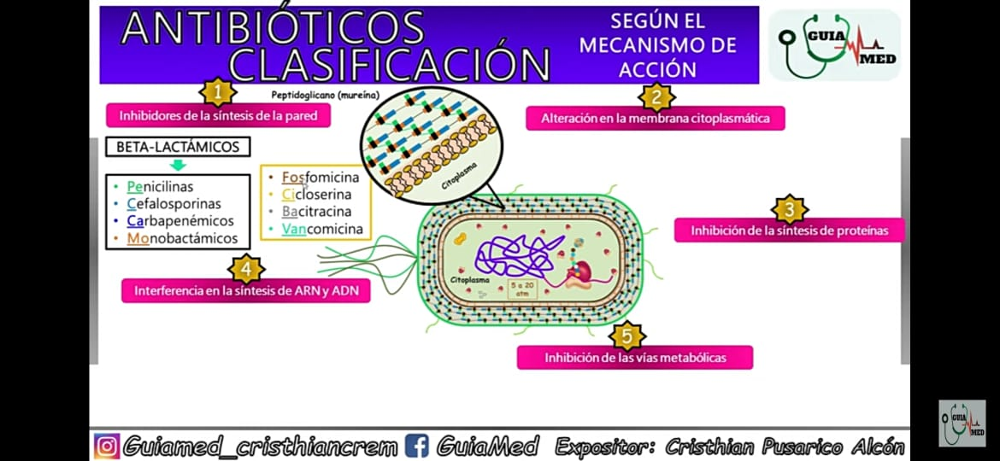 ANTIBIÓTICOS
CLASIFICACIÓN
SEGÚN EL
MECANISMO DE
ACCIÓN
GUIA
MED
1
Peptidoglicano (mureína)
Inhibidores de la síntesis de la pared
2
Alteración en la membrana citoplasmática
BETA-LACTÁMICOS
Penicilinas
Cefalosporinas
Carbapenémicos
Monobactámicos
Fosfomicina
Cicloserina
Bacitracina
Vancomicina
Citoplasma
3
Inhibición de la síntesis de proteínas
4
Interferencia en la síntesis de ARN y ADN
Citoplasma
5 a 20
atm
5
Inhibición de las vías metabólicas
GUIA
MED
Guiamed_cristhiancrem GuiaMed Expositor: Cristhian Pusarico Alcón